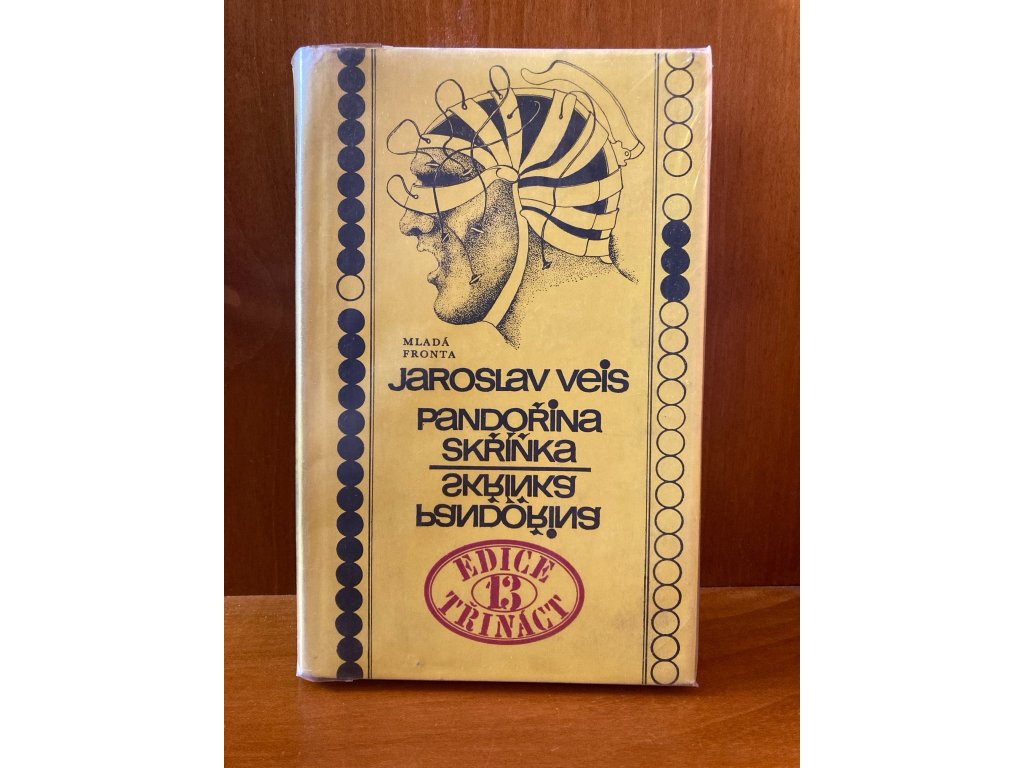 MLADÁ
FRONTA
JAROSLAV VEIS
PANDOŘINA
SKŘÍŇKA
SKŘÍŇKA
PANDOŘINA
EDICE
13
TŘINÁCT